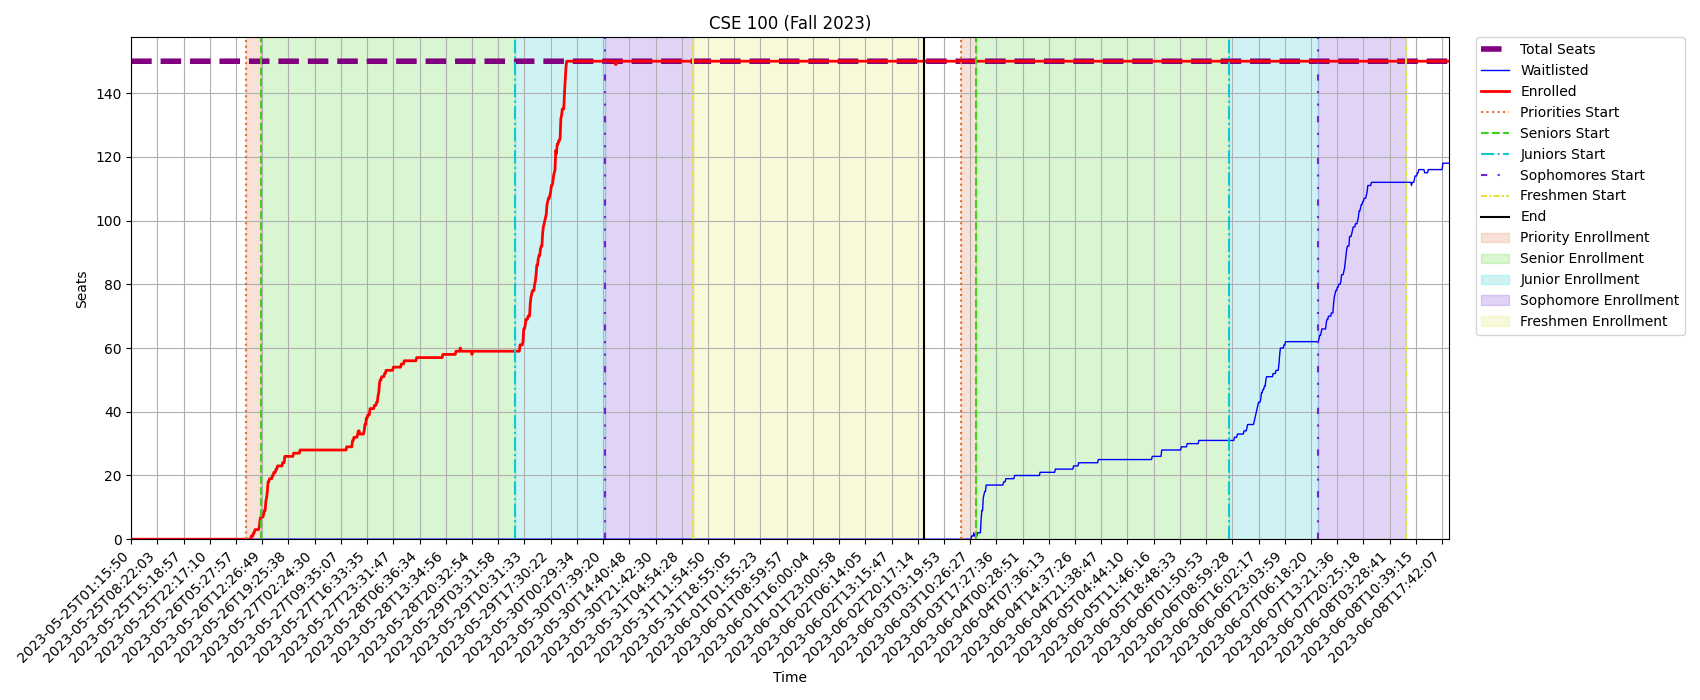 CSE 100 (Fall 2023)
Total Seats
Waitlisted
Enrolled
Priorities Start
Seniors Start
Juniors Start
Sophomores Start
Freshmen Start
End
Priority Enrollment
Senior Enrollment
Junior Enrollment
Sophomore Enrollment
Freshmen Enrollment
Seats
140
120
100
80
60
40
20
0
2023-05-25T01:15:50
2023-05-25T08:22:03
2023-05-25T15:18:57
2023-05-25T22:17:10
2023-05-26T05:27:57
2023-05-26T12:26:49
2023-05-26T19:25:38
2023-05-27T02:24:30
2023-05-27T09:35:07
2023-05-27T16:33:35
2023-05-27T23:31:47
2023-05-28T06:36:34
2023-05-28T13:34:56
2023-05-28T20:32:54
2023-05-29T03:31:58
2023-05-29T10:31:33
2023-05-29T17:30:22
2023-05-30T00:29:34
2023-05-30T07:39:20
2023-05-30T14:40:48
2023-05-30T21:42:30
2023-05-31T04:54:28
2023-05-31T11:54:50
2023-05-31T18:55:05
2023-06-01T01:55:23
2023-06-01T08:59:57
2023-06-01T16:00:04
2023-06-01T23:00:58
2023-06-02T06:14:05
2023-06-02T13:15:47
2023-06-02T20:17:14
2023-06-03T03:19:53
2023-06-03T10:26:27
2023-06-03T17:27:36
2023-06-04T00:28:51
2023-06-04T07:36:13
2023-06-04T14:37:26
2023-06-04T21:38:47
2023-06-05T04:44:10
2023-06-05T11:46:16
2023-06-05T18:48:33
2023-06-06T01:50:53
2023-06-06T08:59:28
2023-06-06T16:02:17
2023-06-06T23:03:59
2023-06-07T06:18:20
2023-06-07T13:21:36
2023-06-07T20:25:18
2023-06-08T03:28:41
2023-06-08T10:39:15
2023-06-08T17:42:07
Time